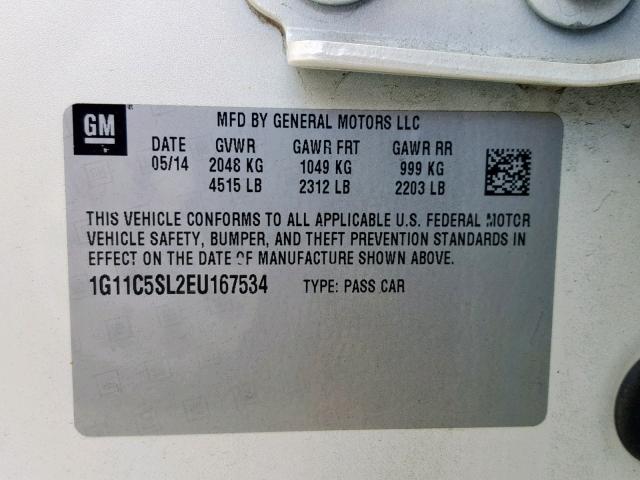 GM
MFD BY GENERAL MOTORS LLC
DATE GVWR GAWR FRT GAWR RR
05/14 2048 KG 1049 KG 999 KG
4515 LB 2312 LB 2203 LB
THIS VEHICLE CONFORMS TO ALL APPLICABLE U.S. FEDERAL MOTOR
VEHICLE SAFETY, BUMPER, AND THEFT PREVENTION STANDARDS IN
EFFECT ON THE DATE OF MANUFACTURE SHOWN ABOVE.
1G11C5SL2EU167534 TYPE: PASS CAR